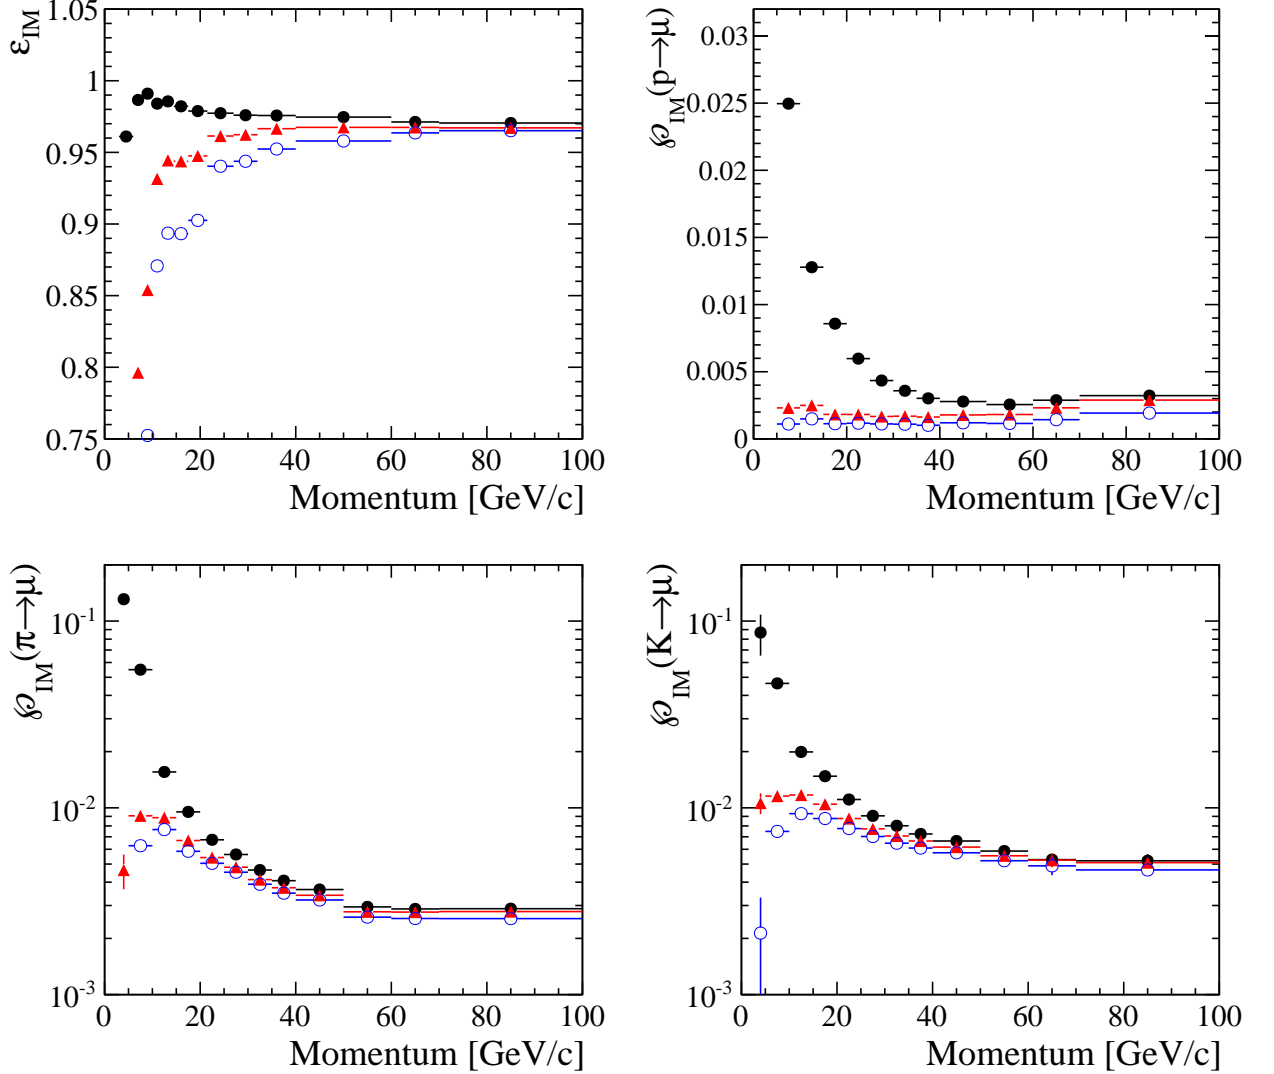 ε_IM
1.05
1
0.95
0.9
0.85
0.8
0.75
0 20 40 60 80 100
Momentum [GeV/c]
℘_IM(p→μ)
0.03
0.025
0.02
0.015
0.01
0.005
0
0 20 40 60 80 100
Momentum [GeV/c]
℘_IM(π→μ)
10^-1
10^-2
10^-3
0 20 40 60 80 100
Momentum [GeV/c]
℘_IM(K→μ)
10^-1
10^-2
10^-3
0 20 40 60 80 100
Momentum [GeV/c]